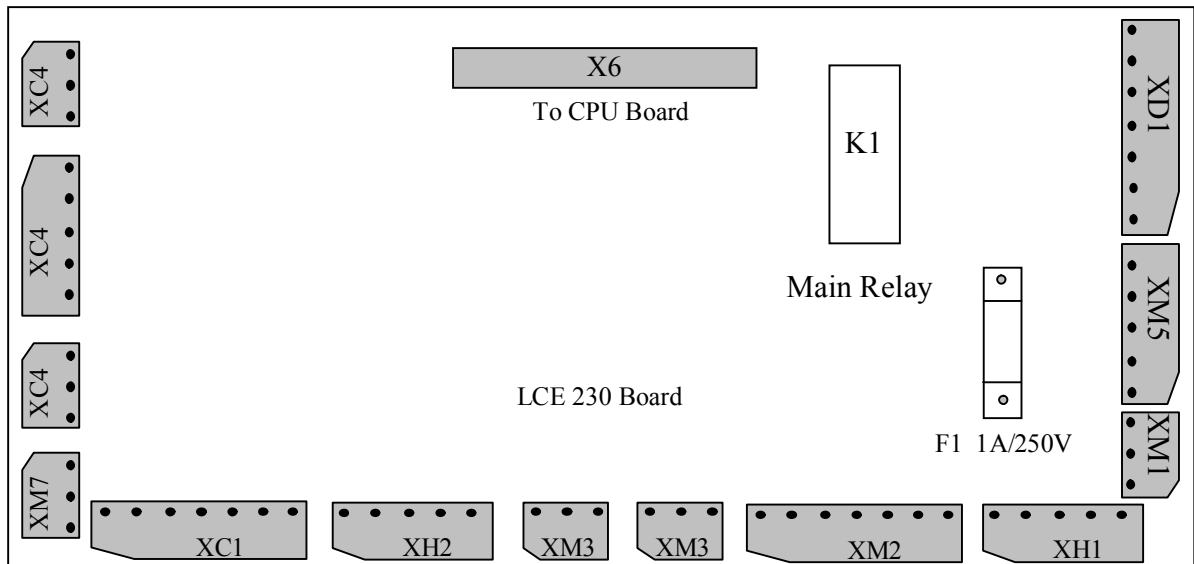 XC4
X6
To CPU Board
K1
XD1
XC4
Main Relay
XM5
XC4
LCE 230 Board
F1 1A/250V
XM1
XM7
XC1
XH2
XM3
XM3
XM2
XH1